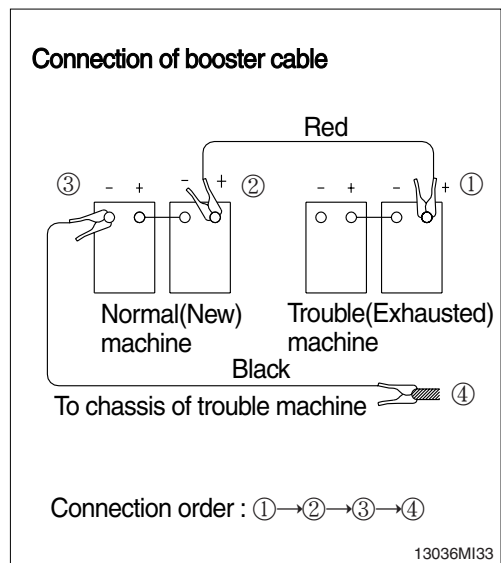 Connection of booster cable
Red
③ - + - + ② - + - + ①
Normal(New)
machine
Trouble(Exhausted)
machine
Black
To chassis of trouble machine ④
Connection order : ①→②→③→④
13036MI33